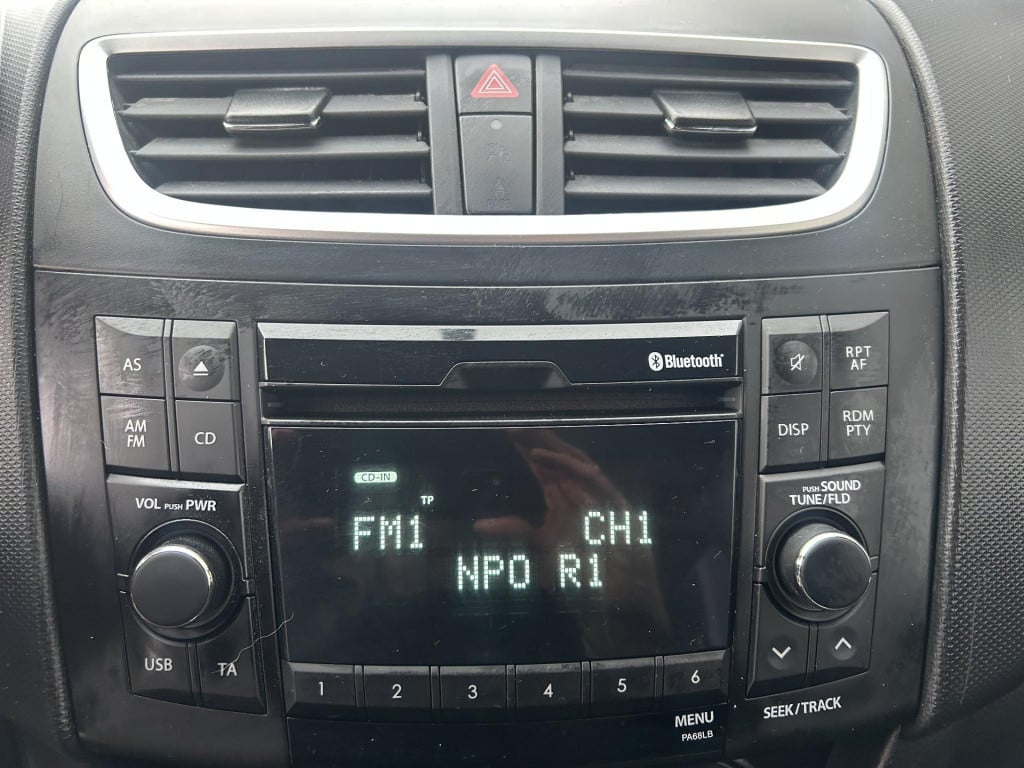 Bluetooth
AS
RPT
AF
AM
FM
CD
DISP
RDM
PTY
CD-IN
TP
VOL PUSH PWR
PUSH SOUND
TUNE/FLD
FM1 CH1
NPO R1
USB
TA
1 2 3 4 5 6
MENU
PA68LB
SEEK/TRACK